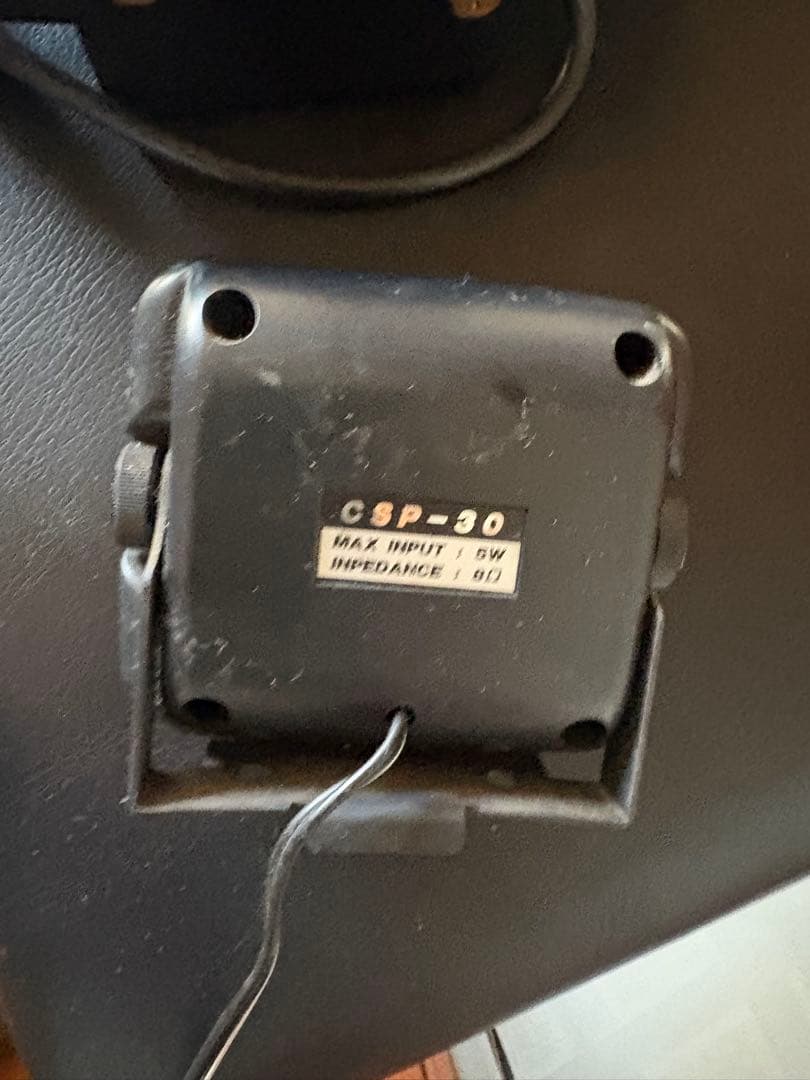 CSP-30
MAX INPUT / 5W
INPEDANCE / 8Ω